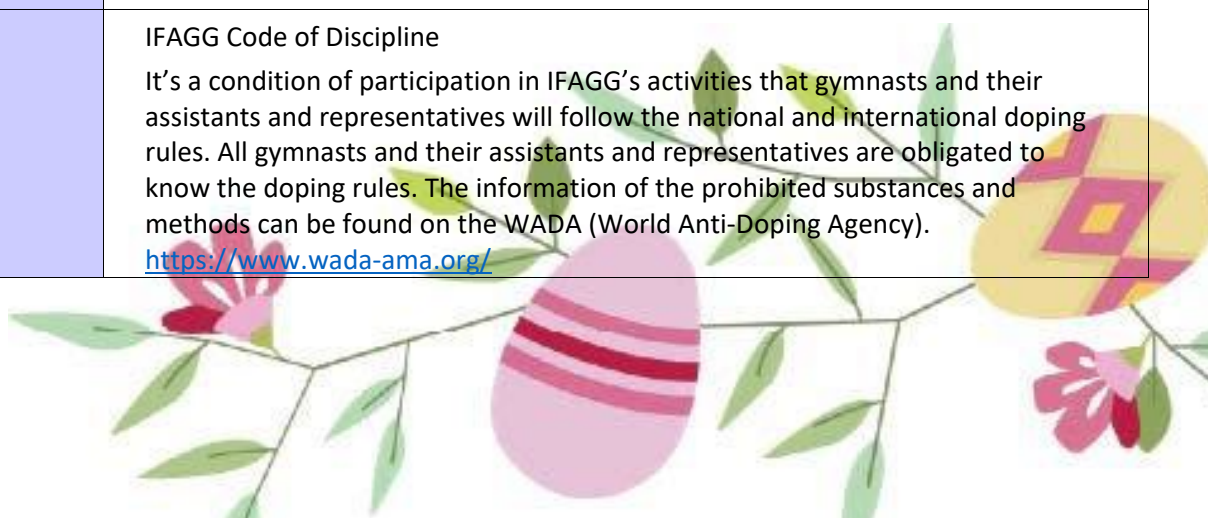 IFAGG Code of Discipline
It’s a condition of participation in IFAGG’s activities that gymnasts and their
assistants and representatives will follow the national and international doping
rules. All gymnasts and their assistants and representatives are obligated to
know the doping rules. The information of the prohibited substances and
methods can be found on the WADA (World Anti-Doping Agency).
https://www.wada-ama.org/